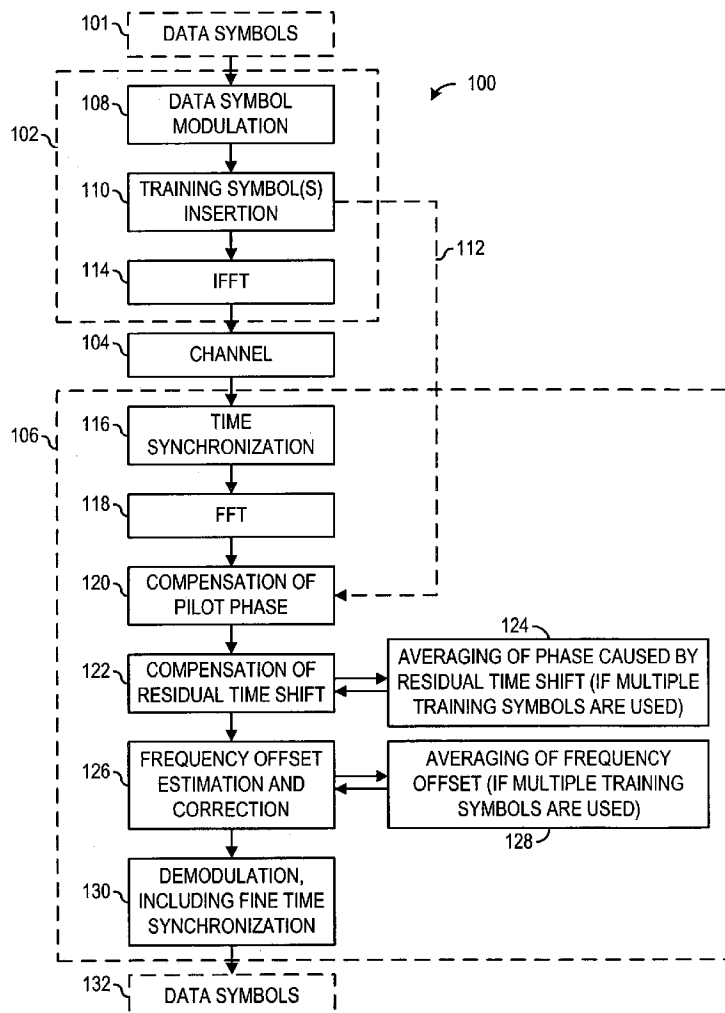 101
DATA SYMBOLS
100
102
108
DATA SYMBOL
MODULATION
110
TRAINING SYMBOL(S)
INSERTION
112
114
IFFT
104
CHANNEL
106
116
TIME
SYNCHRONIZATION
118
FFT
120
COMPENSATION OF
PILOT PHASE
122
COMPENSATION OF
RESIDUAL TIME SHIFT
124
AVERAGING OF PHASE CAUSED BY
RESIDUAL TIME SHIFT (IF MULTIPLE
TRAINING SYMBOLS ARE USED)
126
FREQUENCY OFFSET
ESTIMATION AND
CORRECTION
AVERAGING OF FREQUENCY
OFFSET (IF MULTIPLE TRAINING
SYMBOLS ARE USED)
128
130
DEMODULATION,
INCLUDING FINE TIME
SYNCHRONIZATION
132
DATA SYMBOLS